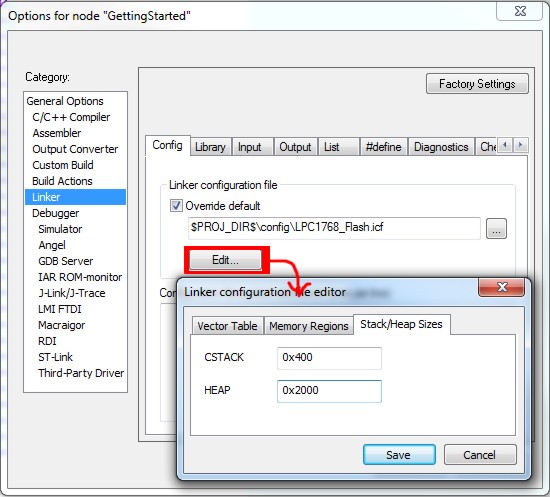 Options for node "GettingStarted"
Category:
General Options
C/C++ Compiler
Assembler
Output Converter
Custom Build
Build Actions
Linker
Debugger
Simulator
Angel
GDB Server
IAR ROM-monitor
J-Link/J-Trace
LMI FTDI
Macraigor
RDI
ST-Link
Third-Party Driver
Factory Settings
Config Library Input Output List #define Diagnostics
Linker configuration file
Override default
$PROJ_DIR$\config\LPC1768_Flash.icf
...
Edit...
Linker configuration file editor
Vector Table Memory Regions Stack/Heap Sizes
CSTACK 0x400
HEAP 0x2000
Save Cancel